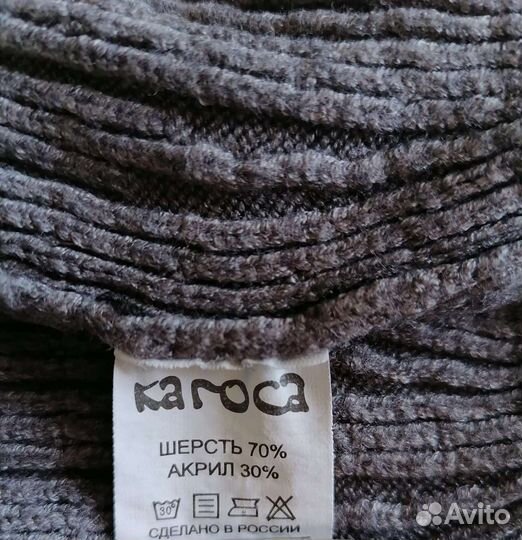 кагоса
ШЕРСТЬ 70%
АКРИЛ 30%
30°
СДЕЛАНО В РОССИИ
Avito